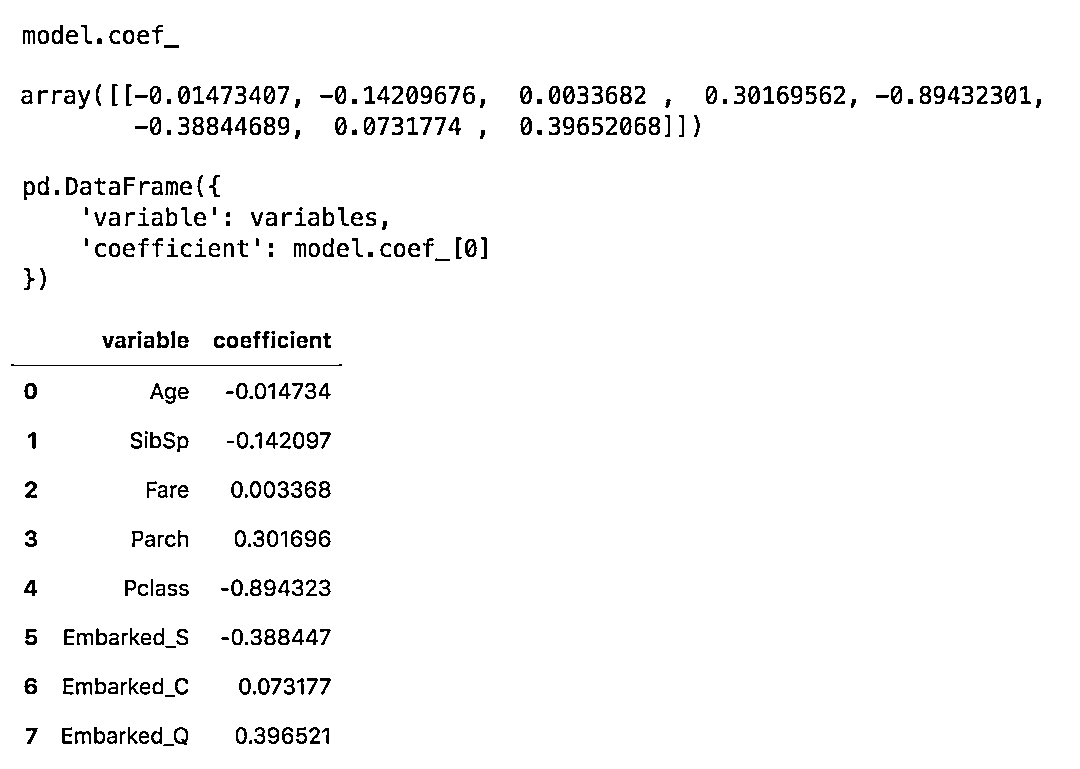 model.coef_
array([[-0.01473407, -0.14209676,  0.0033682 ,  0.30169562, -0.89432301,
       -0.38844689,  0.0731774 ,  0.39652068]])
pd.DataFrame({
    'variable': variables,
    'coefficient': model.coef_[0]
})
variable coefficient
0 Age -0.014734
1 SibSp -0.142097
2 Fare 0.003368
3 Parch 0.301696
4 Pclass -0.894323
5 Embarked_S -0.388447
6 Embarked_C 0.073177
7 Embarked_Q 0.396521